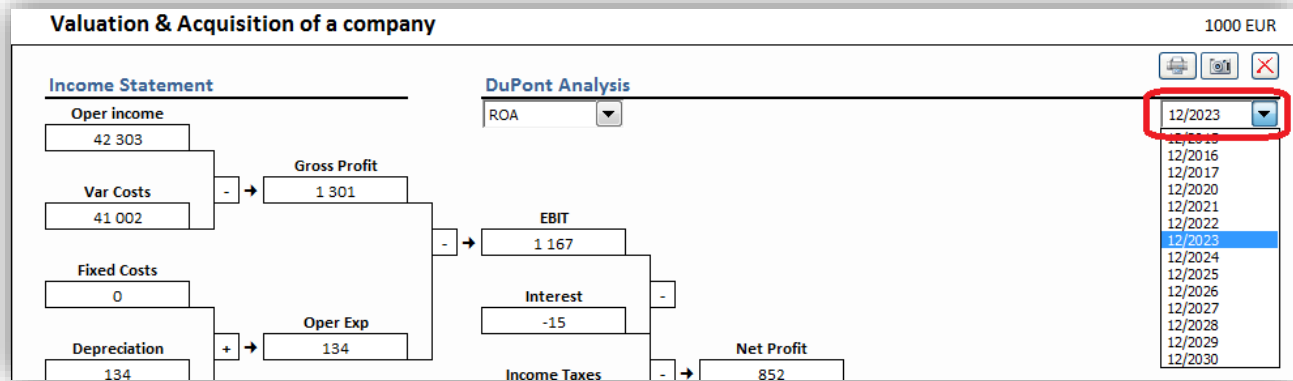 Valuation & Acquisition of a company
1000 EUR
Income Statement
DuPont Analysis
ROA
12/2023
Oper income
42 303
Var Costs
41 002
-
Gross Profit
1 301
Fixed Costs
0
Depreciation
134
+
Oper Exp
134
-
EBIT
1 167
Interest
-15
-
Income Taxes
-
Net Profit
852
12/2015
12/2016
12/2017
12/2020
12/2021
12/2022
12/2023
12/2024
12/2025
12/2026
12/2027
12/2028
12/2029
12/2030